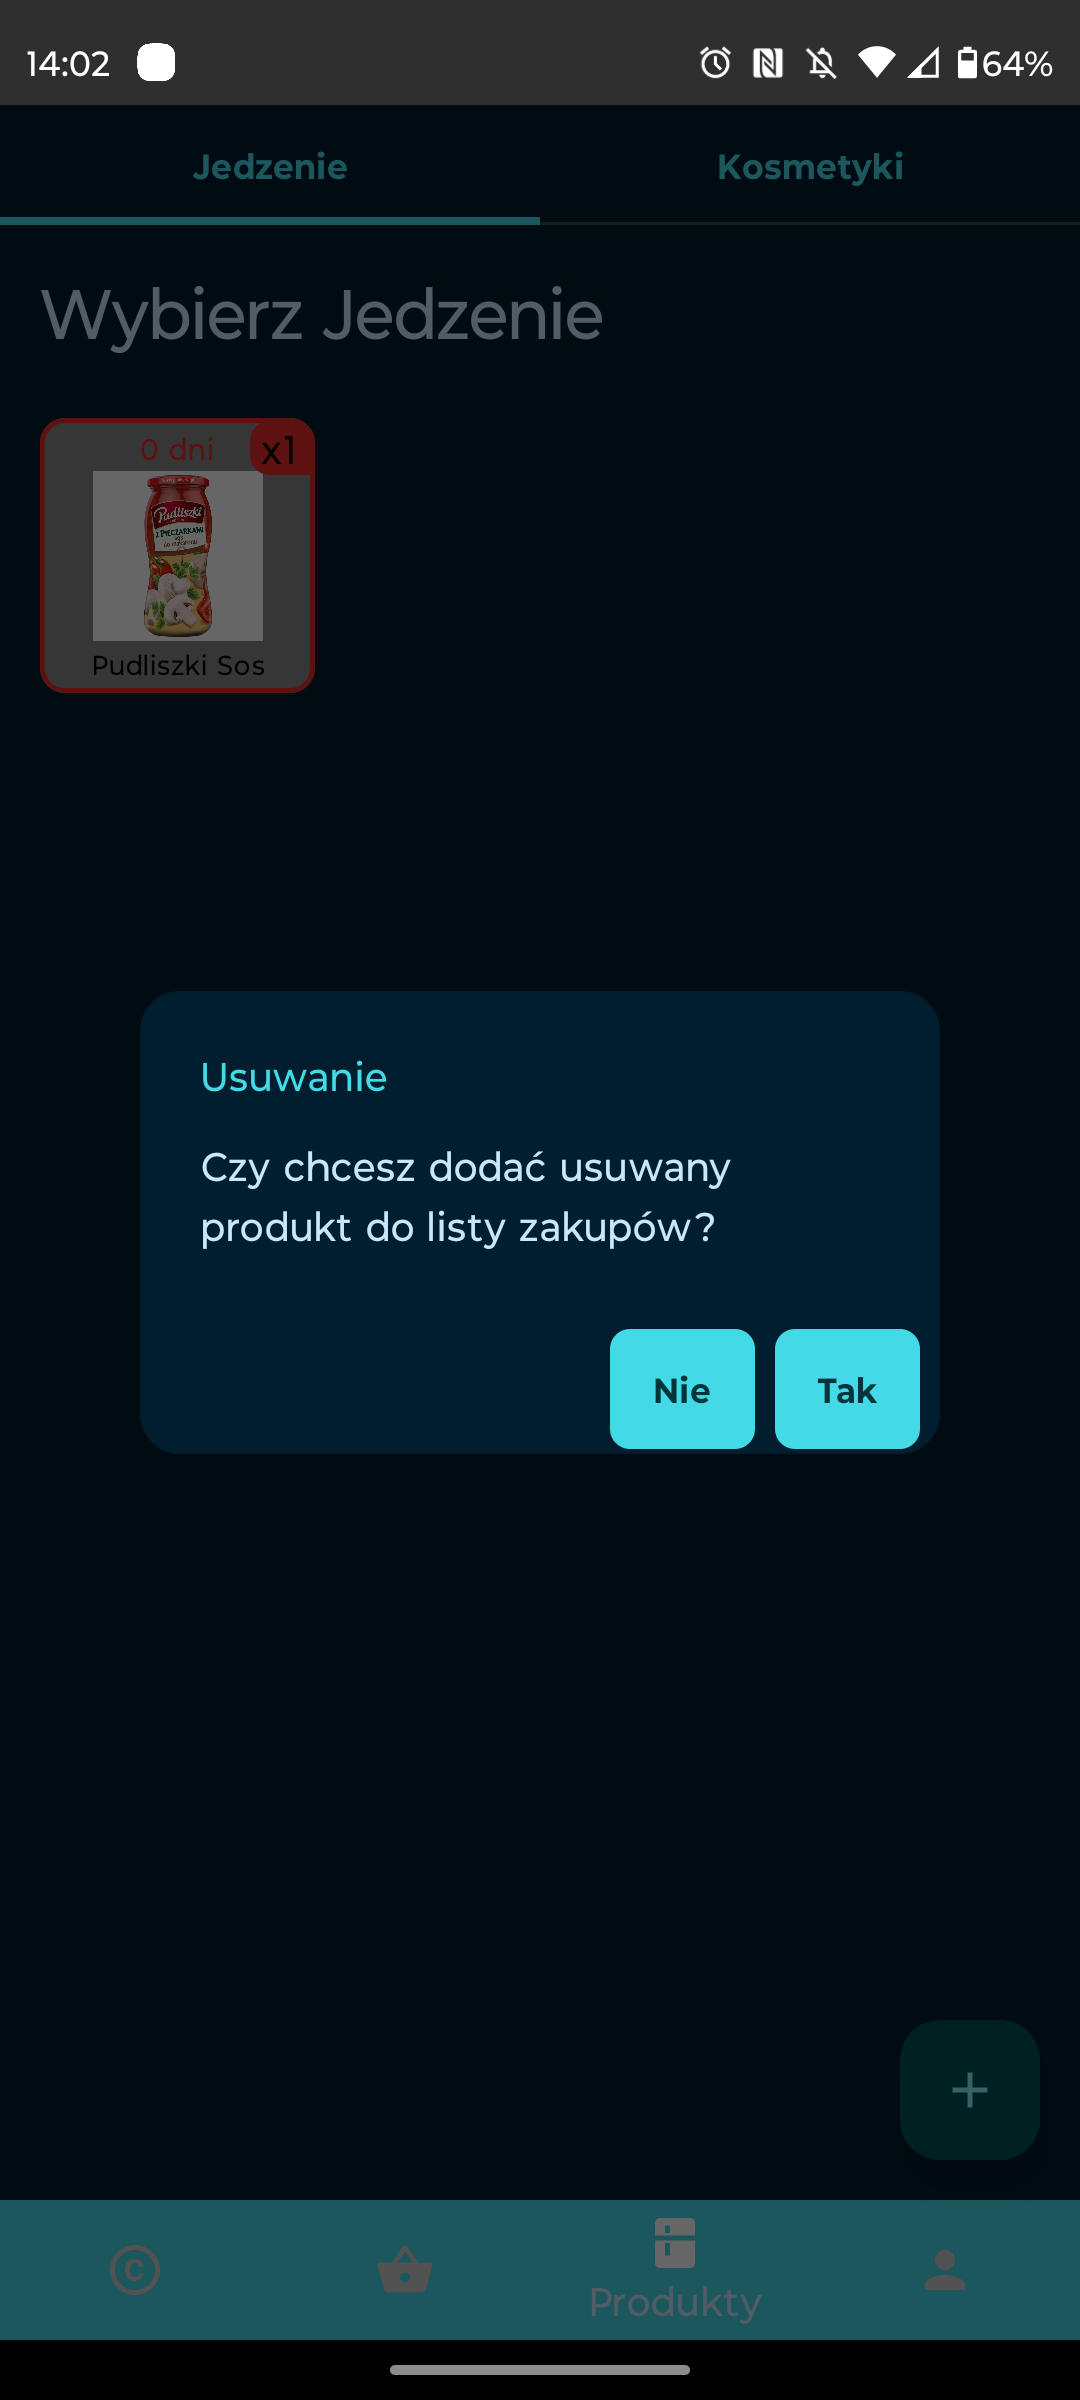 14:02
64%
Jedzenie
Kosmetyki
Wybierz Jedzenie
0 dni
x1
Pudliszki
Z PIECZARKAMI
Pudliszki Sos
Usuwanie
Czy chcesz dodać usuwany
produkt do listy zakupów?
Nie
Tak
Produkty